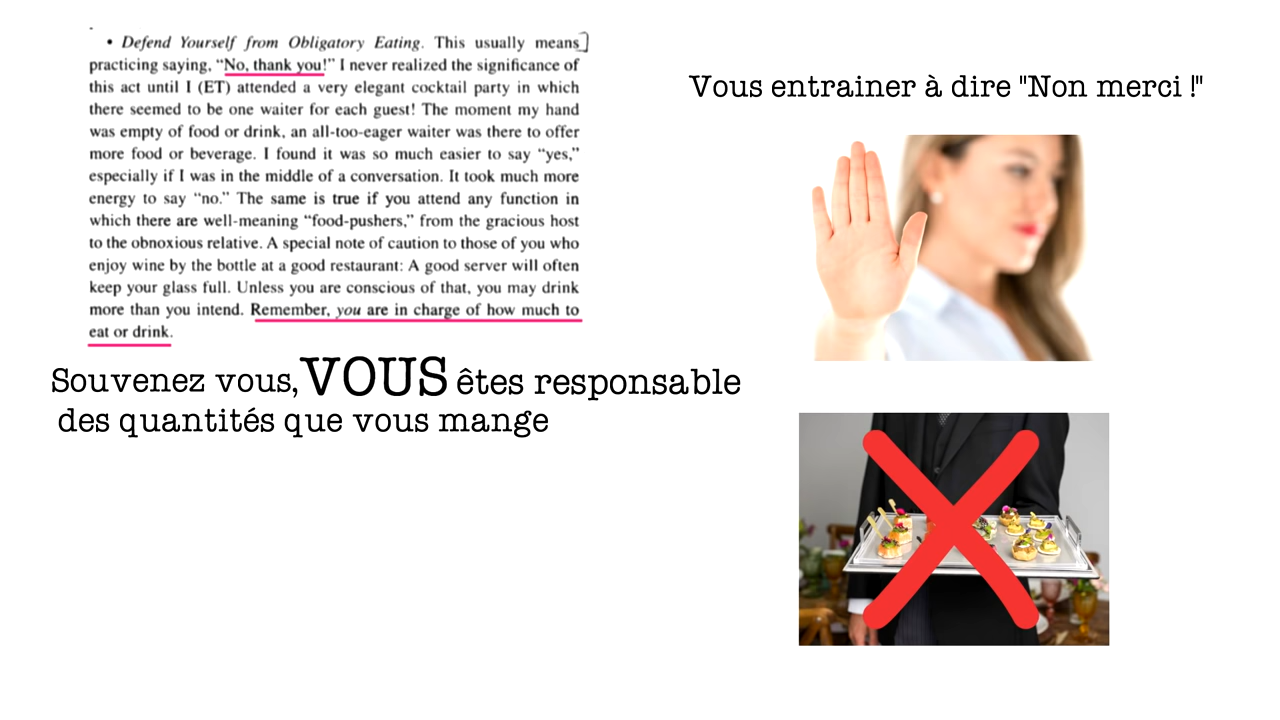 • Defend Yourself from Obligatory Eating. This usually means]
practicing saying, “No, thank you!” I never realized the significance of
this act until I (ET) attended a very elegant cocktail party in which
there seemed to be one waiter for each guest! The moment my hand
was empty of food or drink, an all-too-eager waiter was there to offer
more food or beverage. I found it was so much easier to say “yes,”
especially if I was in the middle of a conversation. It took much more
energy to say “no.” The same is true if you attend any function in
which there are well-meaning “food-pushers,” from the gracious host
to the obnoxious relative. A special note of caution to those of you who
enjoy wine by the bottle at a good restaurant: A good server will often
keep your glass full. Unless you are conscious of that, you may drink
more than you intend. Remember, you are in charge of how much to
eat or drink.
Souvenez vous, VOUS êtes responsable
des quantités que vous mange
Vous entrainer à dire "Non merci !"